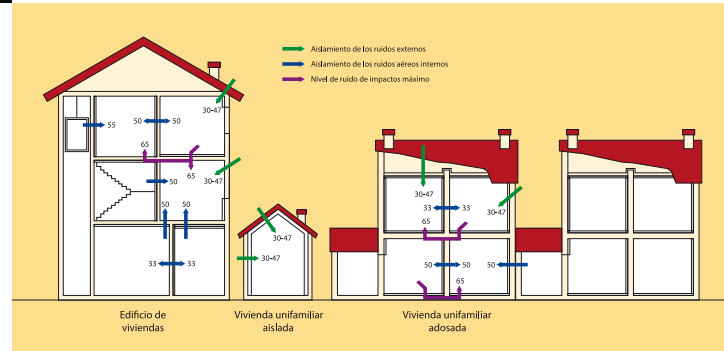 Aislamiento de los ruidos externos
Aislamiento de los ruidos aéreos internos
Nivel de ruido de impactos máximo
30-47
55
50 50
65
65
30-47
50
50 50
33 33
30-47
30-47
30-47
33 33
30-47
65
50 50 50
65
Edificio de
viviendas
Vivienda unifamiliar
aislada
Vivienda unifamiliar
adosada